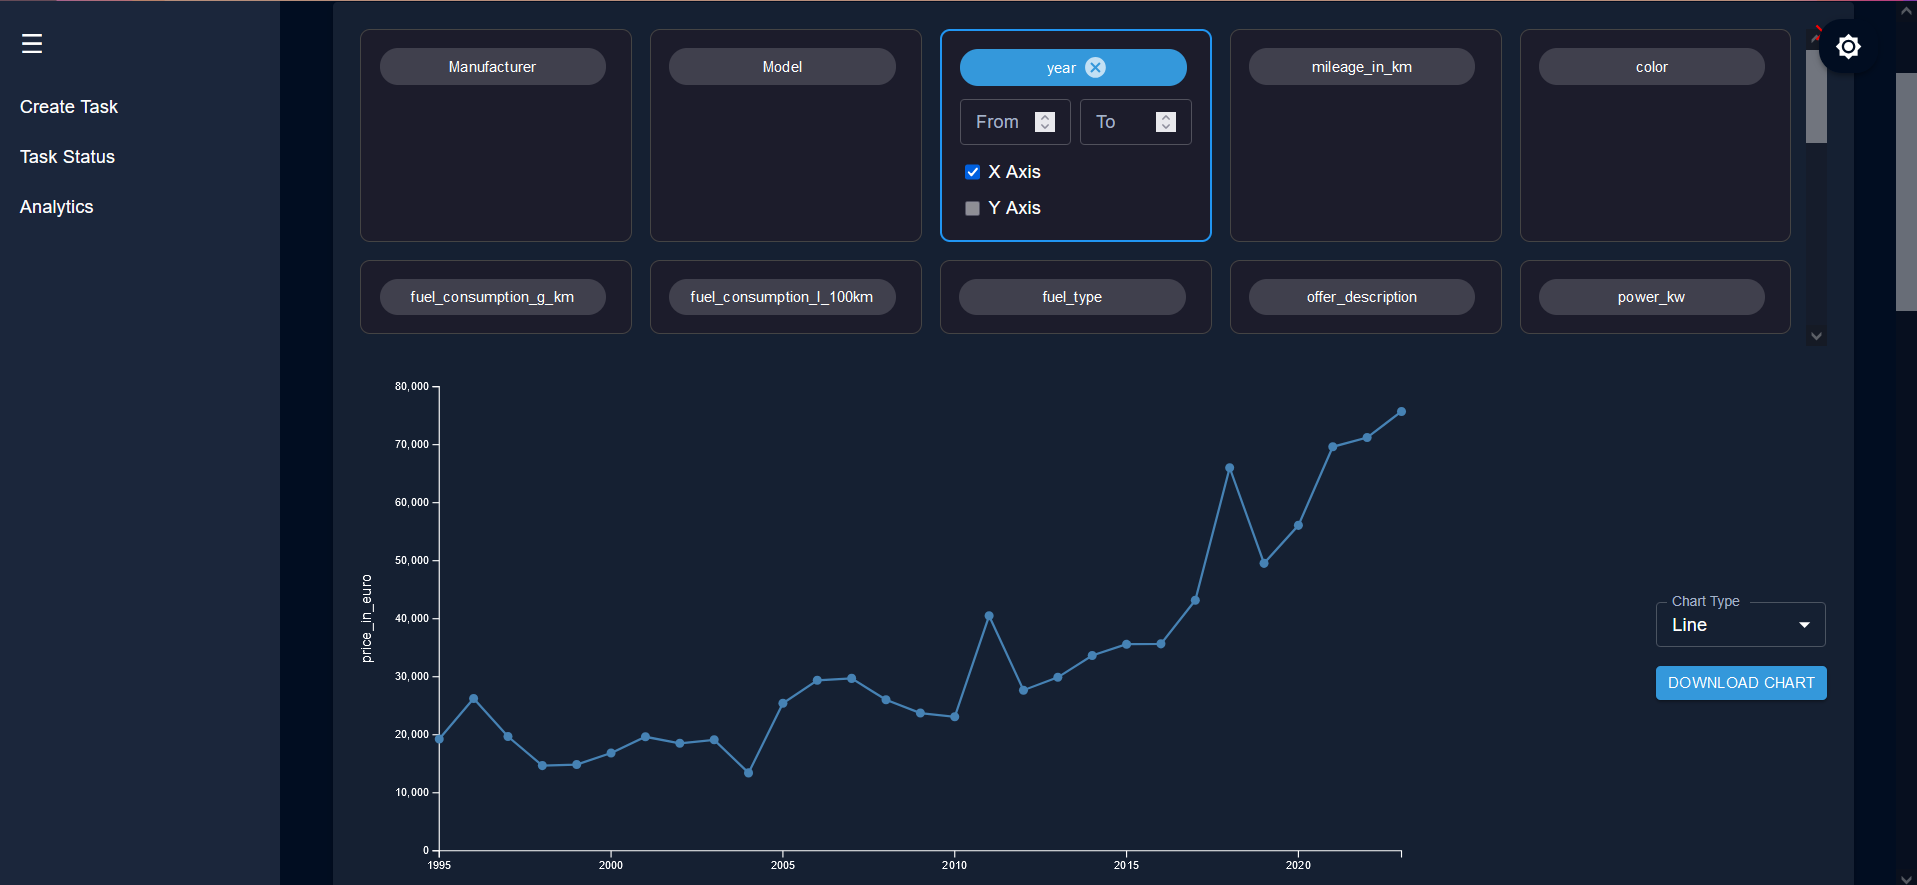 Create Task
Task Status
Analytics
Manufacturer
Model
year
mileage_in_km
color
From
To
X Axis
Y Axis
fuel_consumption_g_km
fuel_consumption_l_100km
fuel_type
offer_description
power_kw
80,000
70,000
60,000
50,000
40,000
30,000
20,000
10,000
0
price_in_euro
1995
2000
2005
2010
2015
2020
Chart Type
Line
DOWNLOAD CHART